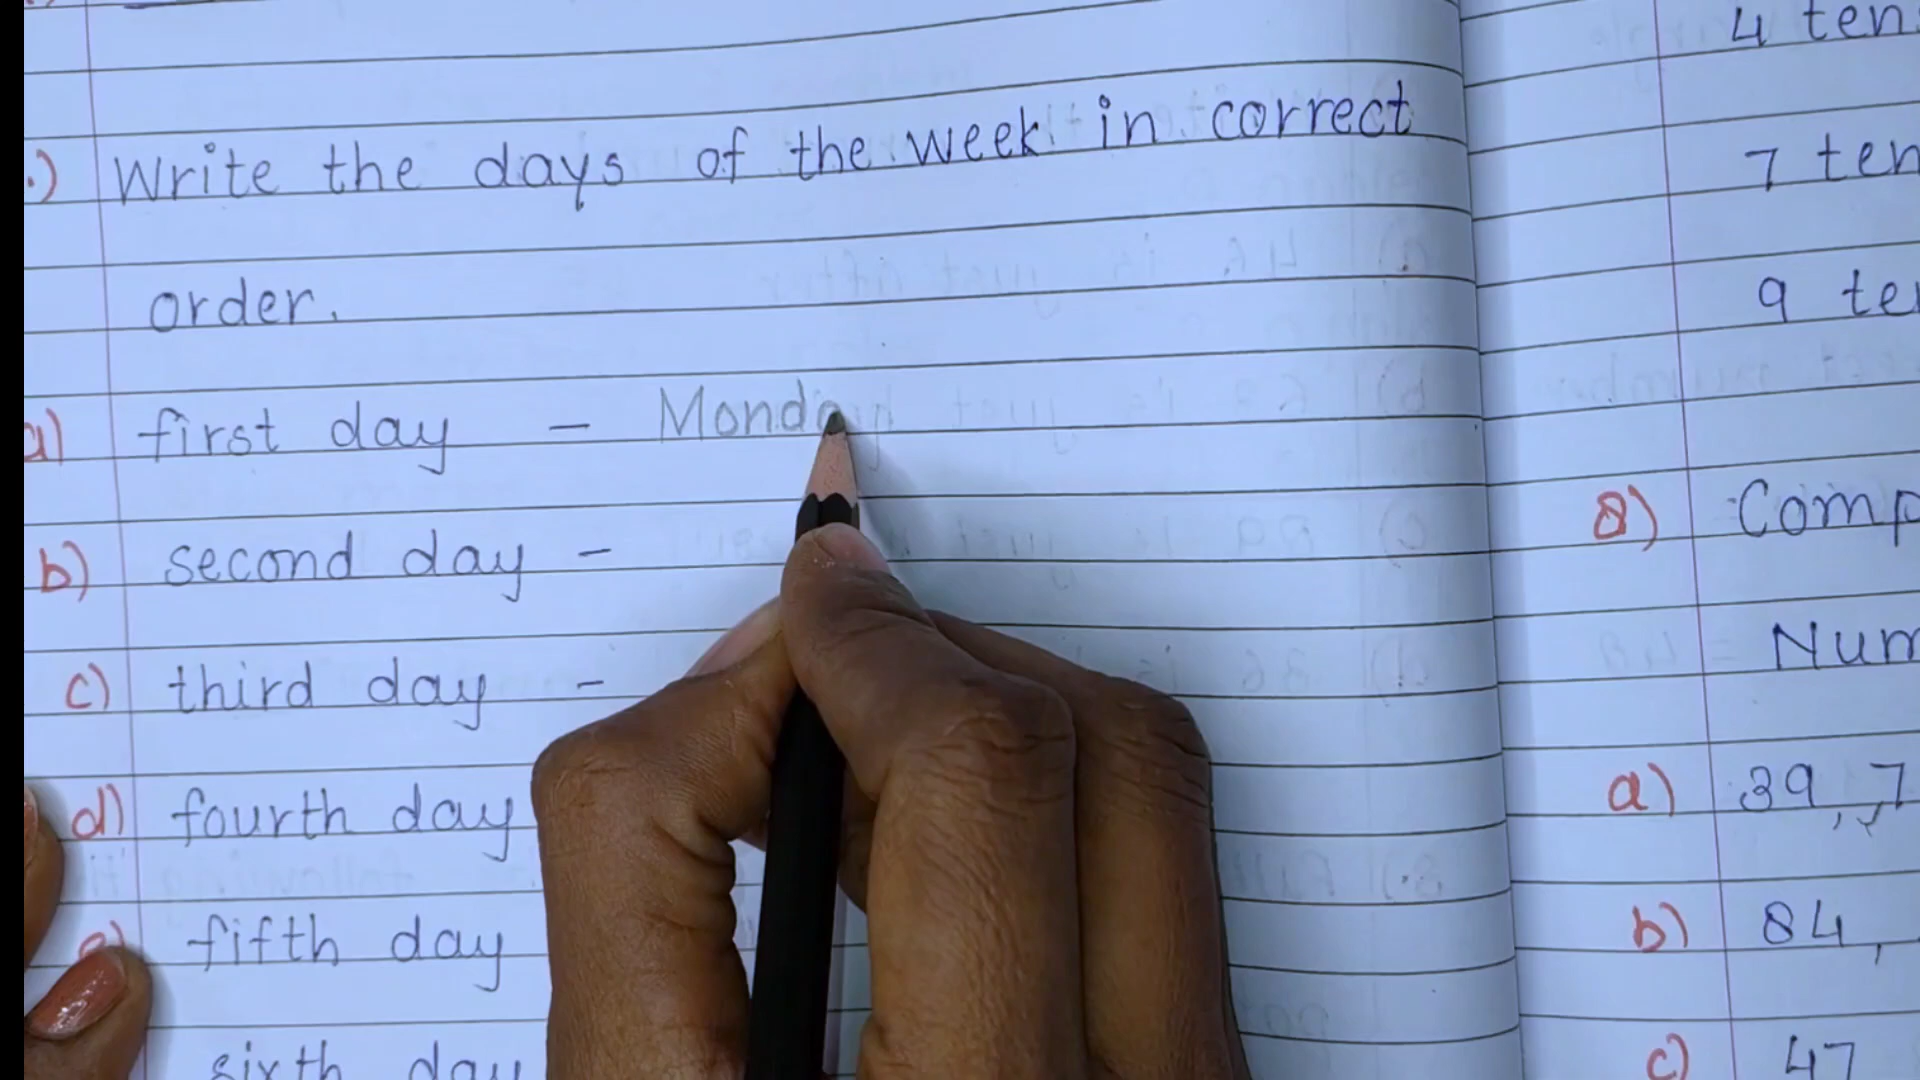 .) Write the days of the week in correct
order.
a) first day - Monda
b) second day -
c) third day -
d) fourth day
e) fifth day
sixth day
4 ten
7 ten
9 te
8) Comp
Num
a) 39, 7
b) 84,
c) 47